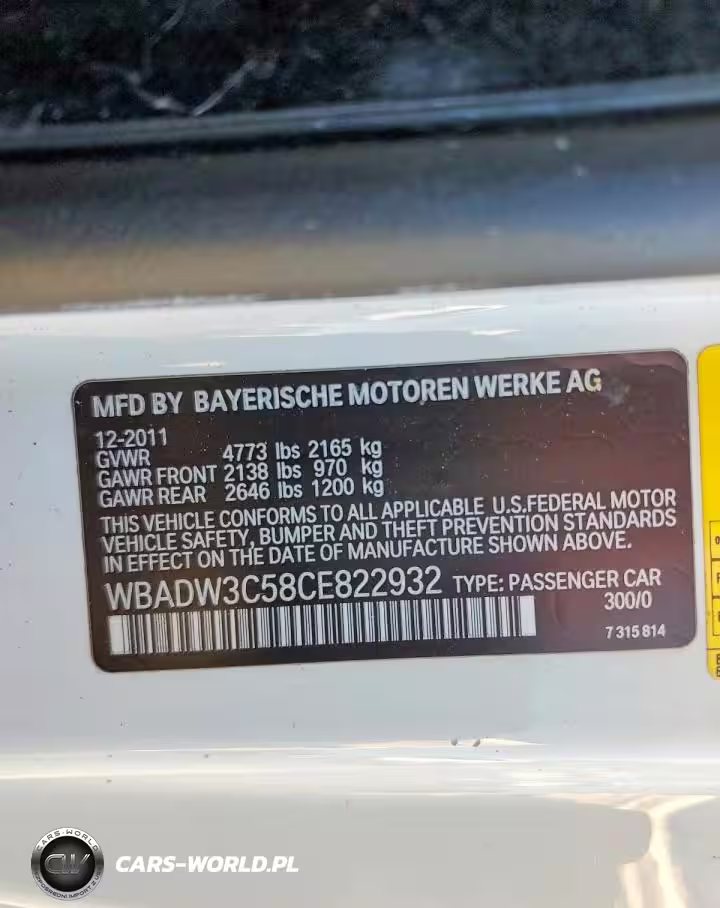 MFD BY BAYERISCHE MOTOREN WERKE AG
12-2011
GVWR 4773 lbs 2165 kg
GAWR FRONT 2138 lbs 970 kg
GAWR REAR 2646 lbs 1200 kg
THIS VEHICLE CONFORMS TO ALL APPLICABLE U.S.FEDERAL MOTOR
VEHICLE SAFETY, BUMPER AND THEFT PREVENTION STANDARDS
IN EFFECT ON THE DATE OF MANUFACTURE SHOWN ABOVE.
WBADW3C58CE822932 TYPE: PASSENGER CAR
300/0
7 315 814
CARS-WORLD
CW
CARS-WORLD.PL